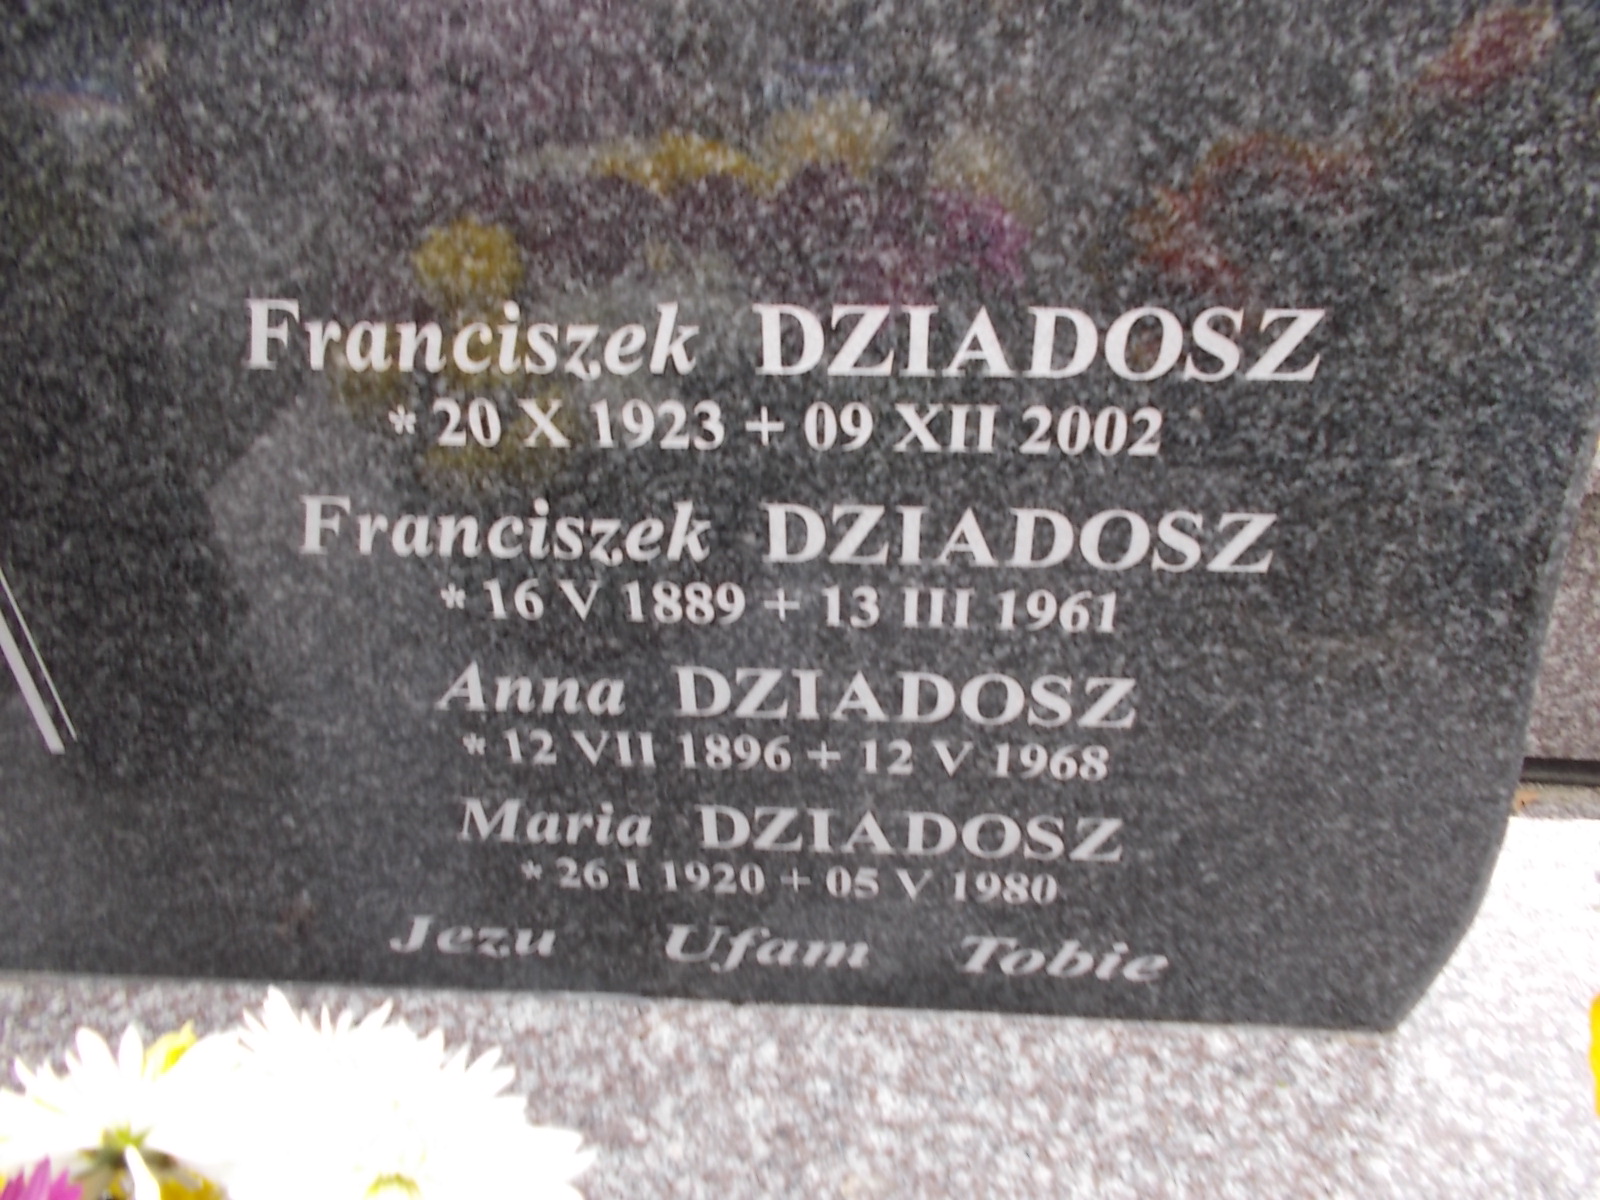 Franciszek DZIADOSZ
* 20 X 1923 + 09 XII 2002
Franciszek DZIADOSZ
* 16 V 1889 + 13 III 1961
Anna DZIADOSZ
* 12 VII 1896 + 12 V 1968
Maria DZIADOSZ
* 26 I 1920 + 05 V 1980
Jezu Ufam Tobie